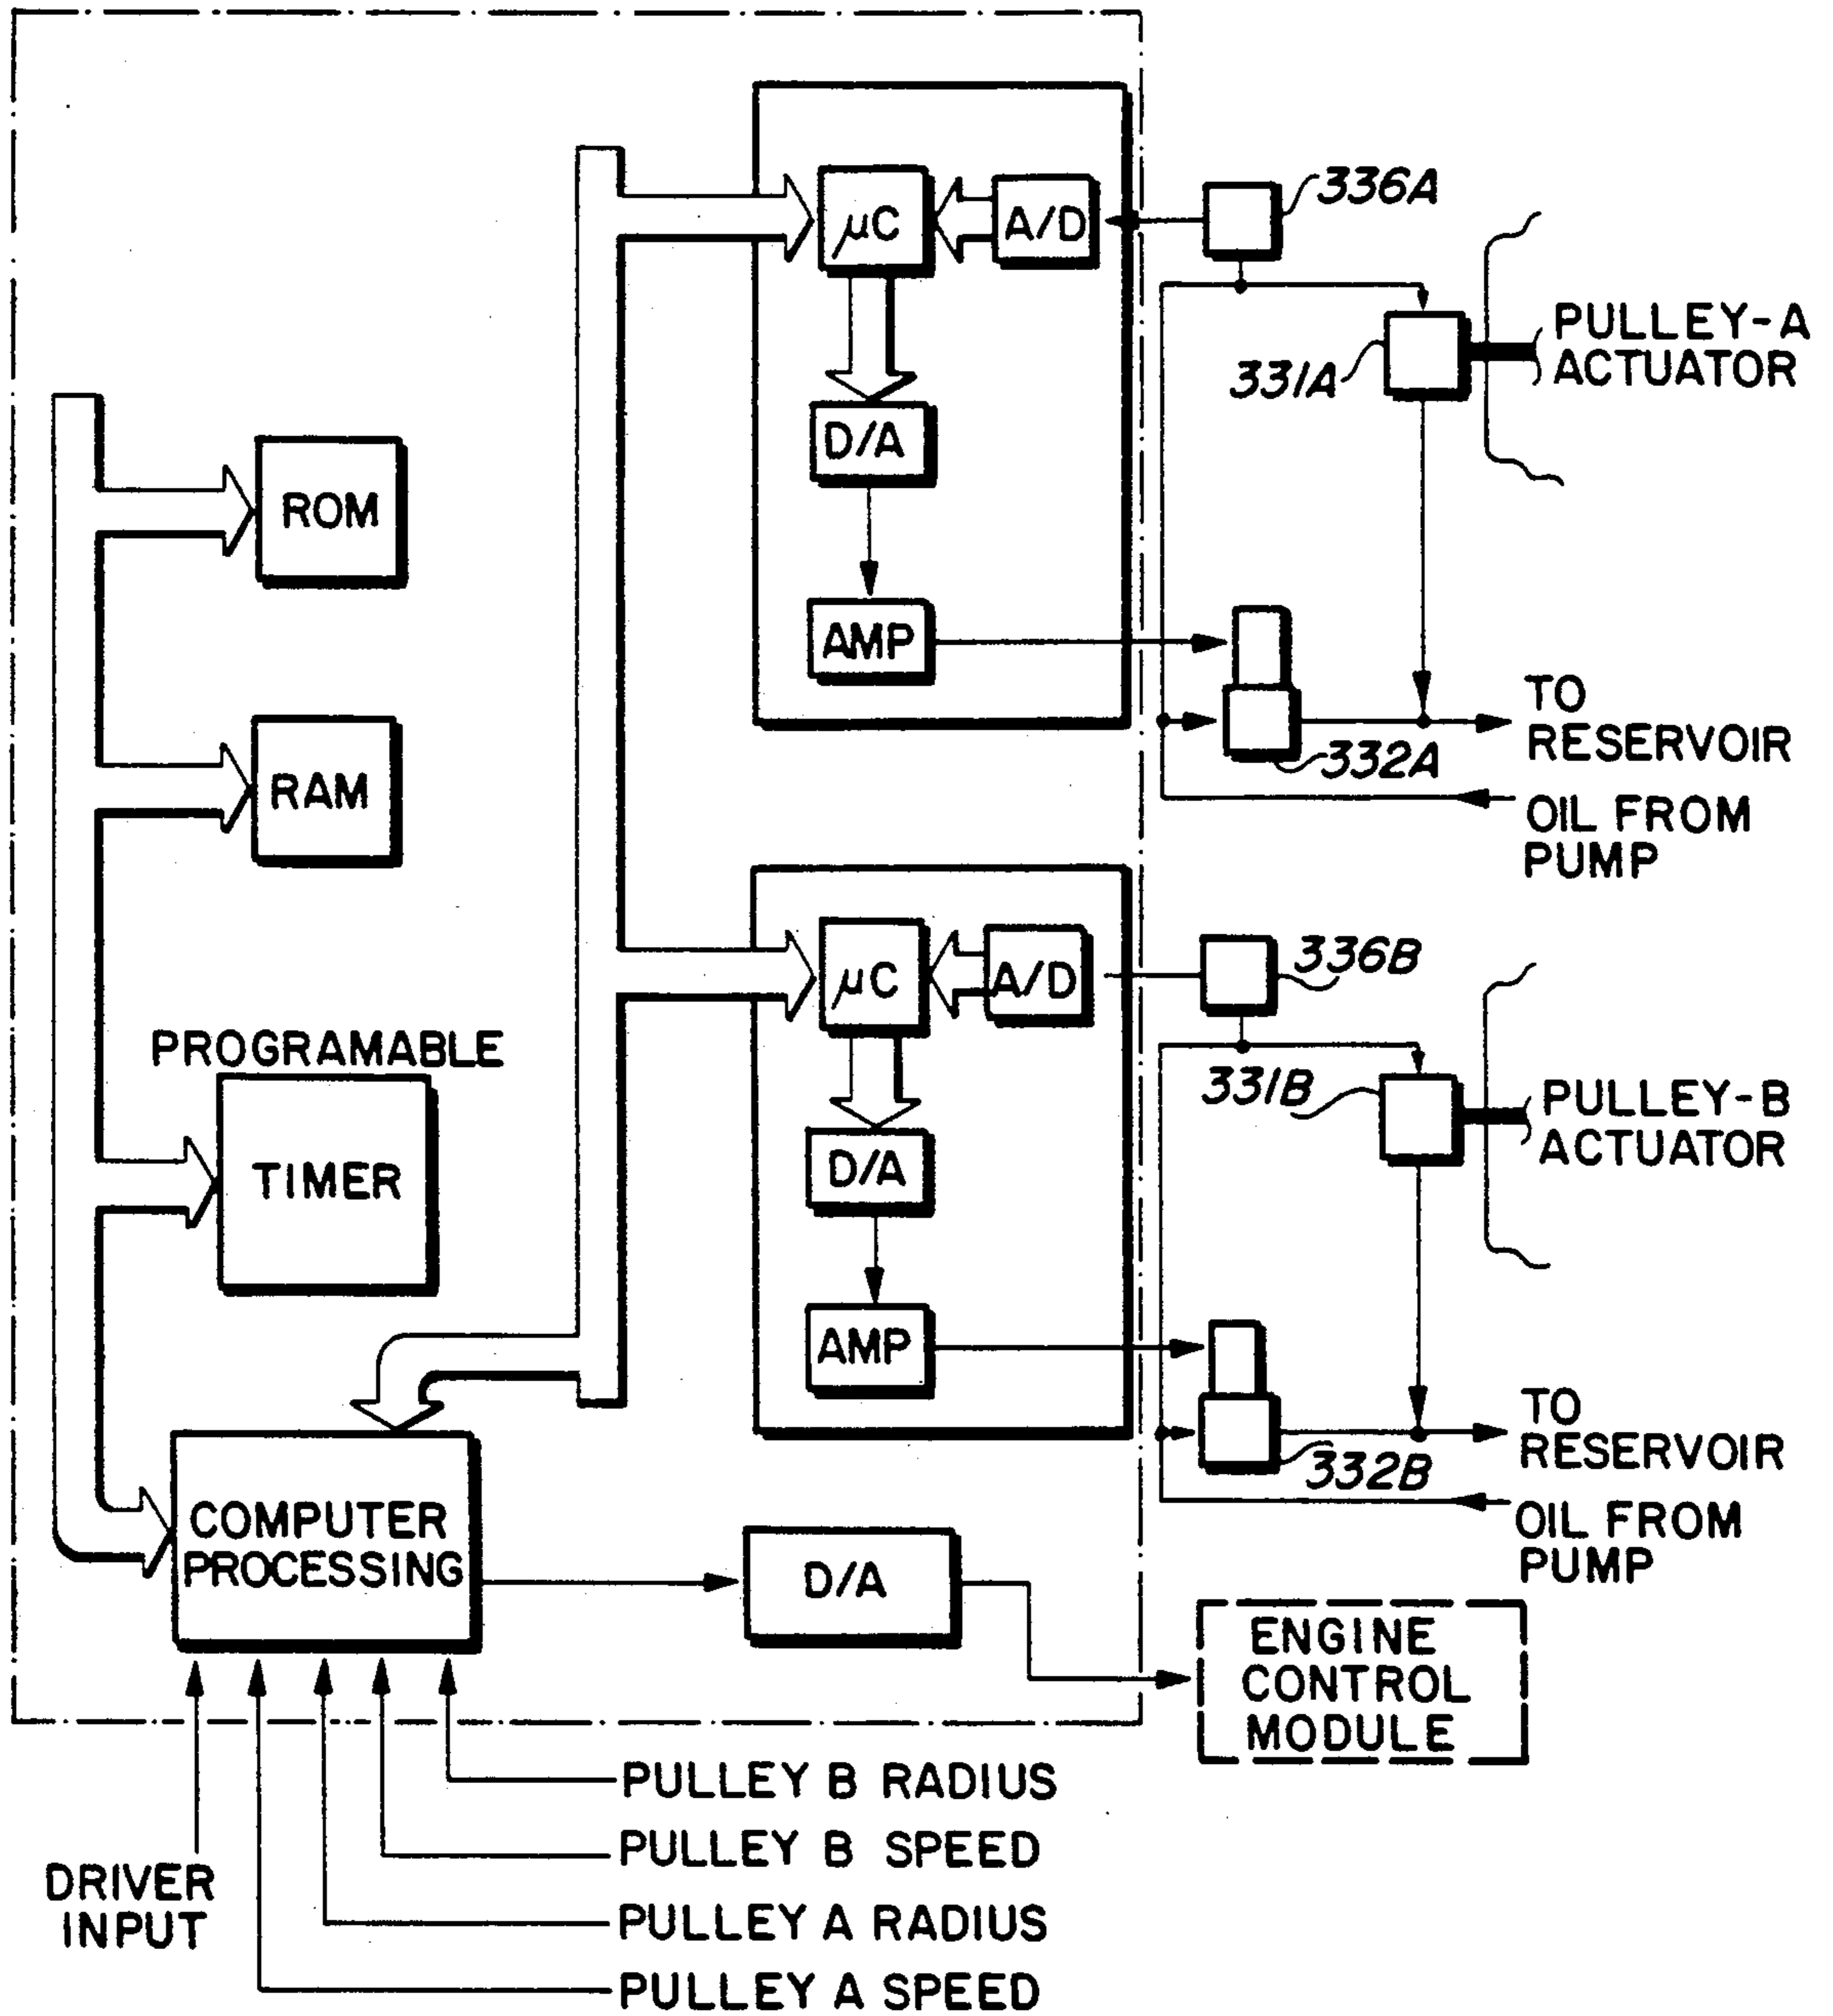 336A
μC
A/D
PULLEY-A
ACTUATOR
331A
D/A
ROM
AMP
TO
RESERVOIR
332A
RAM
OIL FROM
PUMP
336B
μC
A/D
PROGRAMABLE
331B
PULLEY-B
ACTUATOR
TIMER
D/A
AMP
TO
RESERVOIR
332B
COMPUTER
PROCESSING
OIL FROM
PUMP
D/A
ENGINE
CONTROL
MODULE
PULLEY B RADIUS
PULLEY B SPEED
DRIVER
INPUT
PULLEY A RADIUS
PULLEY A SPEED